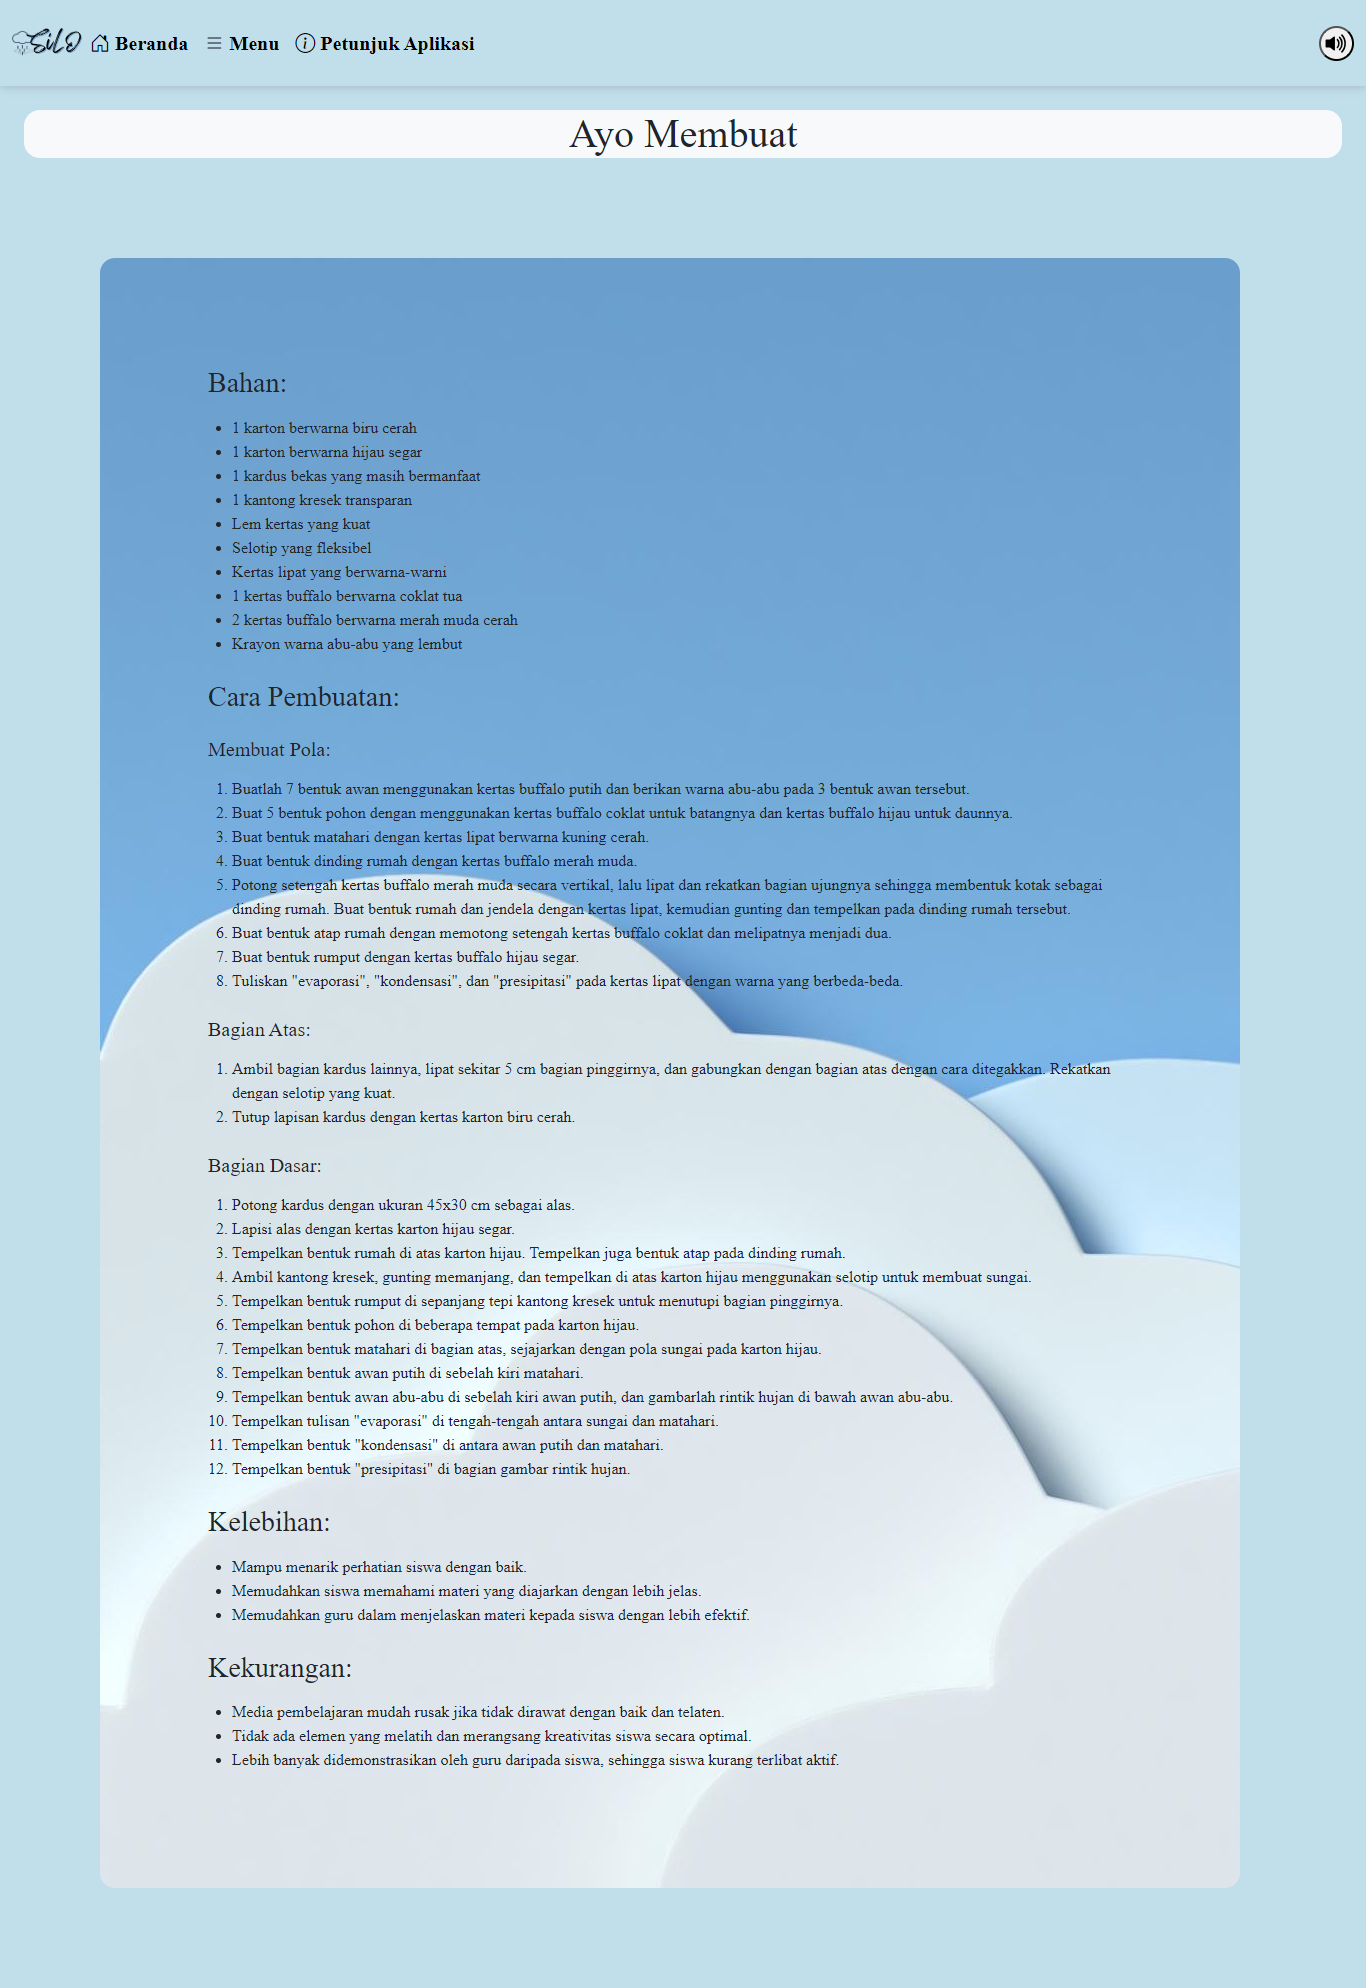 SilO Beranda Menu Petunjuk Aplikasi
Ayo Membuat
Bahan:
• 1 karton berwarna biru cerah
• 1 karton berwarna hijau segar
• 1 kardus bekas yang masih bermanfaat
• 1 kantong kresek transparan
• Lem kertas yang kuat
• Selotip yang fleksibel
• Kertas lipat yang berwarna-warni
• 1 kertas buffalo berwarna coklat tua
• 2 kertas buffalo berwarna merah muda cerah
• Krayon warna abu-abu yang lembut
Cara Pembuatan:
Membuat Pola:
1. Buatlah 7 bentuk awan menggunakan kertas buffalo putih dan berikan warna abu-abu pada 3 bentuk awan tersebut.
2. Buat 5 bentuk pohon dengan menggunakan kertas buffalo coklat untuk batangnya dan kertas buffalo hijau untuk daunnya.
3. Buat bentuk matahari dengan kertas lipat berwarna kuning cerah.
4. Buat bentuk dinding rumah dengan kertas buffalo merah muda.
5. Potong setengah kertas buffalo merah muda secara vertikal, lalu lipat dan rekatkan bagian ujungnya sehingga membentuk kotak sebagai
dinding rumah. Buat bentuk rumah dan jendela dengan kertas lipat, kemudian gunting dan tempelkan pada dinding rumah tersebut.
6. Buat bentuk atap rumah dengan memotong setengah kertas buffalo coklat dan melipatnya menjadi dua.
7. Buat bentuk rumput dengan kertas buffalo hijau segar.
8. Tuliskan "evaporasi", "kondensasi", dan "presipitasi" pada kertas lipat dengan warna yang berbeda-beda.
Bagian Atas:
1. Ambil bagian kardus lainnya, lipat sekitar 5 cm bagian pinggirnya, dan gabungkan dengan bagian atas dengan cara ditegakkan. Rekatkan
dengan selotip yang kuat.
2. Tutup lapisan kardus dengan kertas karton biru cerah.
Bagian Dasar:
1. Potong kardus dengan ukuran 45x30 cm sebagai alas.
2. Lapisi alas dengan kertas karton hijau segar.
3. Tempelkan bentuk rumah di atas karton hijau. Tempelkan juga bentuk atap pada dinding rumah.
4. Ambil kantong kresek, gunting memanjang, dan tempelkan di atas karton hijau menggunakan selotip untuk membuat sungai.
5. Tempelkan bentuk rumput di sepanjang tepi kantong kresek untuk menutupi bagian pinggirnya.
6. Tempelkan bentuk pohon di beberapa tempat pada karton hijau.
7. Tempelkan bentuk matahari di bagian atas, sejajarkan dengan pola sungai pada karton hijau.
8. Tempelkan bentuk awan putih di sebelah kiri matahari.
9. Tempelkan bentuk awan abu-abu di sebelah kiri awan putih, dan gambarlah rintik hujan di bawah awan abu-abu.
10. Tempelkan tulisan "evaporasi" di tengah-tengah antara sungai dan matahari.
11. Tempelkan bentuk "kondensasi" di antara awan putih dan matahari.
12. Tempelkan bentuk "presipitasi" di bagian gambar rintik hujan.
Kelebihan:
• Mampu menarik perhatian siswa dengan baik.
• Memudahkan siswa memahami materi yang diajarkan dengan lebih jelas.
• Memudahkan guru dalam menjelaskan materi kepada siswa dengan lebih efektif.
Kekurangan:
• Media pembelajaran mudah rusak jika tidak dirawat dengan baik dan telaten.
• Tidak ada elemen yang melatih dan merangsang kreativitas siswa secara optimal.
• Lebih banyak didemonstrasikan oleh guru daripada siswa, sehingga siswa kurang terlibat aktif.